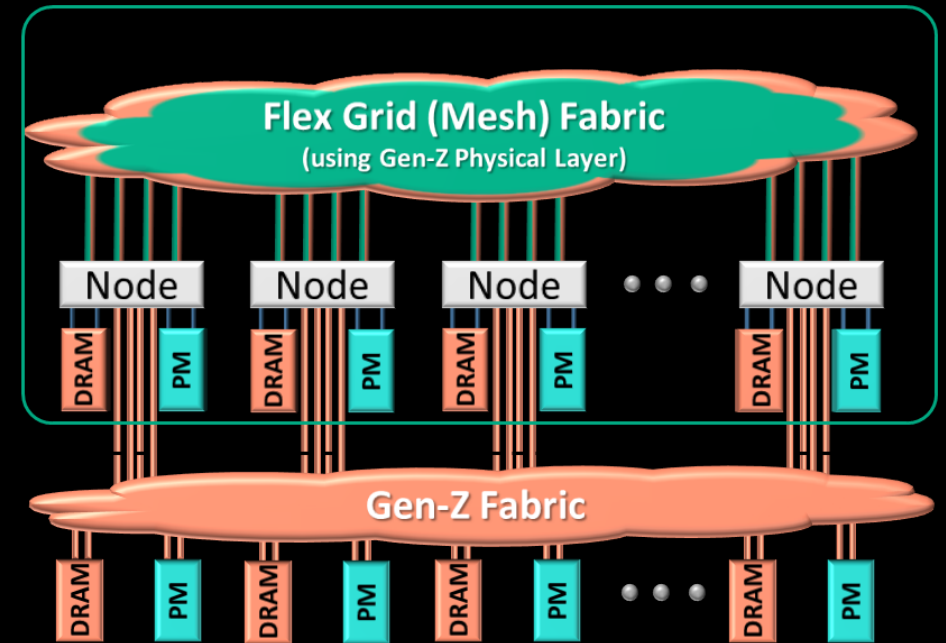 Flex Grid (Mesh) Fabric
(using Gen-Z Physical Layer)
Node
Node
Node
Node
DRAM
PM
DRAM
PM
DRAM
PM
DRAM
PM
Gen-Z Fabric
DRAM
PM
DRAM
PM
DRAM
PM
DRAM
PM